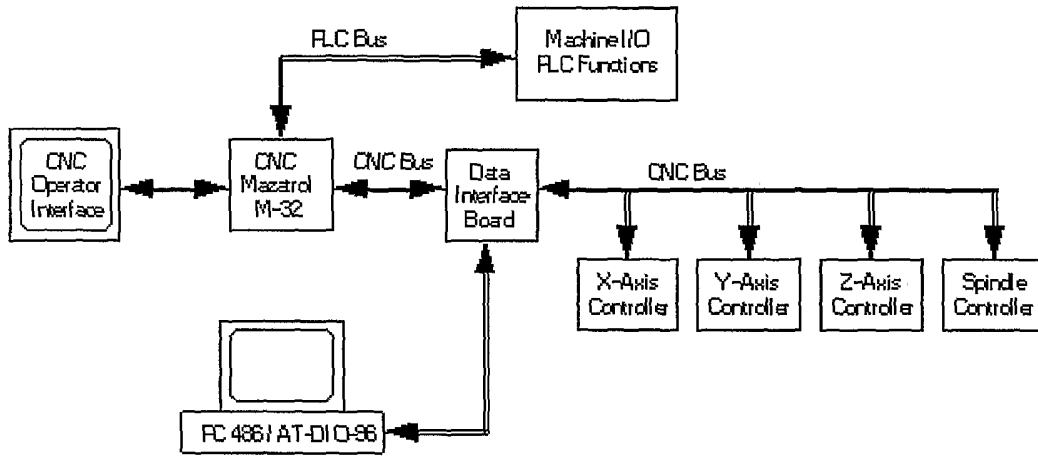 PLC Bus
Machine I/O
PLC Functions
CNC
Operator
Interface
CNC
Mazatrol
M-32
CNC Bus
Data
Interface
Board
CNC Bus
X-Axis
Controller
Y-Axis
Controller
Z-Axis
Controller
Spindle
Controller
PC 486 / AT-DIO-96